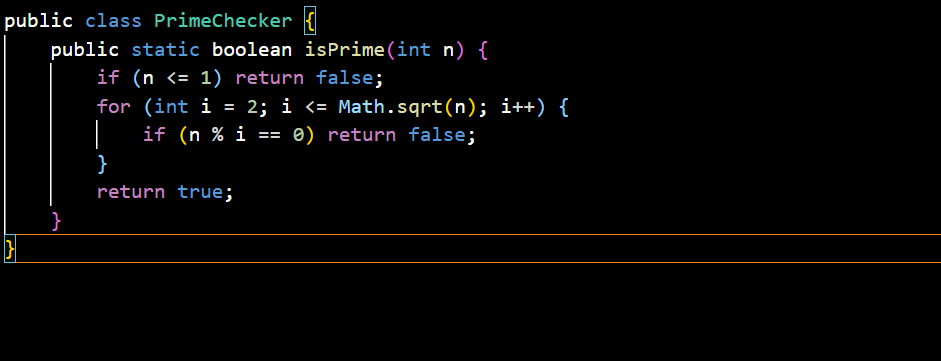 public class PrimeChecker {
    public static boolean isPrime(int n) {
        if (n <= 1) return false;
        for (int i = 2; i <= Math.sqrt(n); i++) {
            if (n % i == 0) return false;
        }
        return true;
    }
}